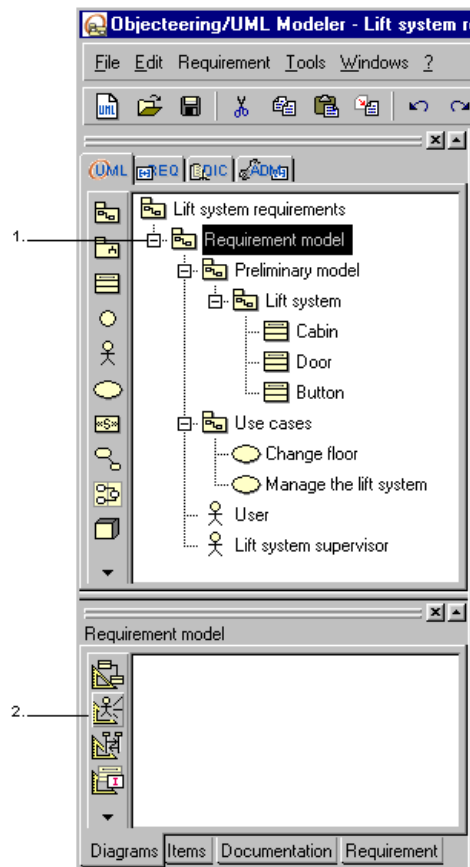 Objecteering/UML Modeler - Lift system r
File Edit Requirement Tools Windows ?
UML REQ DIC ADM
Lift system requirements
1.
Requirement model
Preliminary model
Lift system
Cabin
Door
Button
Use cases
«S»
Change floor
Manage the lift system
User
Lift system supervisor
Requirement model
2.
Diagrams Items Documentation Requirement